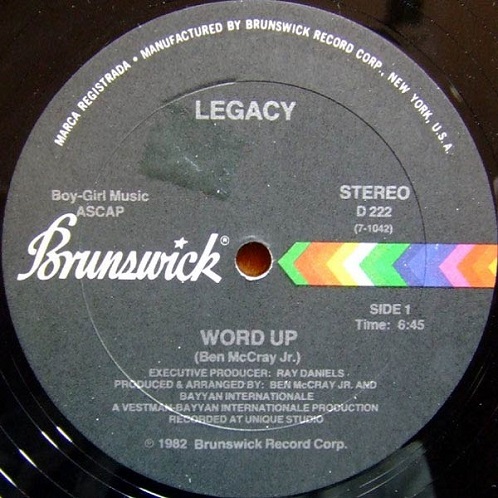 MARCA REGISTRADA • MANUFACTURED BY BRUNSWICK RECORD CORP., NEW YORK, U.S.A.
LEGACY
Boy-Girl Music
ASCAP
STEREO
D 222
(7-1042)
Brunswick®
SIDE 1
Time: 6:45
WORD UP
(Ben McCray Jr.)
EXECUTIVE PRODUCER: RAY DANIELS
PRODUCED & ARRANGED BY: BEN MCCRAY JR. AND
BAYYAN INTERNATIONALE
A VESTMAN-BAYYAN INTERNATIONALE PRODUCTION
RECORDED AT UNIQUE STUDIO
© 1982 Brunswick Record Corp.